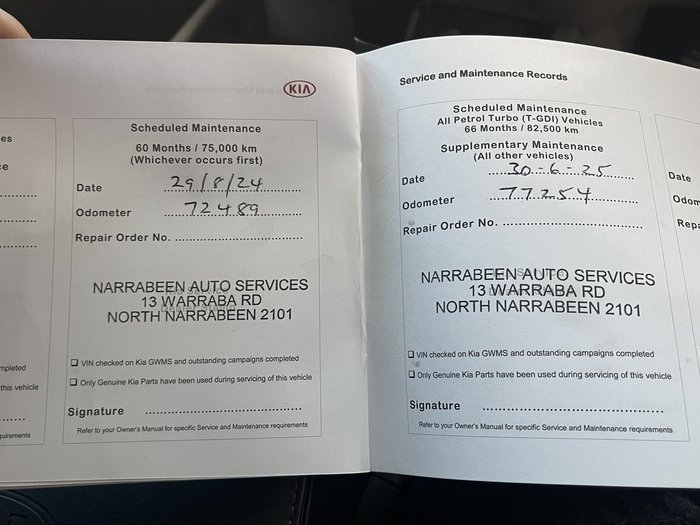 es
e
mpleted
this vehicle
quirements
KIA
Scheduled Maintenance
60 Months / 75,000 km
(Whichever occurs first)
Date 29/8/24
Odometer 72489
Repair Order No.
NARRABEEN AUTO SERVICES
13 WARRABA RD
NORTH NARRABEEN 2101
❑ VIN checked on Kia GWMS and outstanding campaigns completed
❑ Only Genuine Kia Parts have been used during servicing of this vehicle
Signature
Refer to your Owner's Manual for specific Service and Maintenance requirements
Service and Maintenance Records
Scheduled Maintenance
All Petrol Turbo (T-GDI) Vehicles
66 Months / 82,500 km
Supplementary Maintenance
(All other vehicles)
Date 30-6-25
Odometer 77254
Repair Order No.
NARRABEEN AUTO SERVICES
13 WARRABA RD
NORTH NARRABEEN 2101
❑ VIN checked on Kia GWMS and outstanding campaigns completed
❑ Only Genuine Kia Parts have been used during servicing of this vehicle
Signature
Refer to your Owner's Manual for specific Service and Maintenance requirements
Date
Odom
Repa